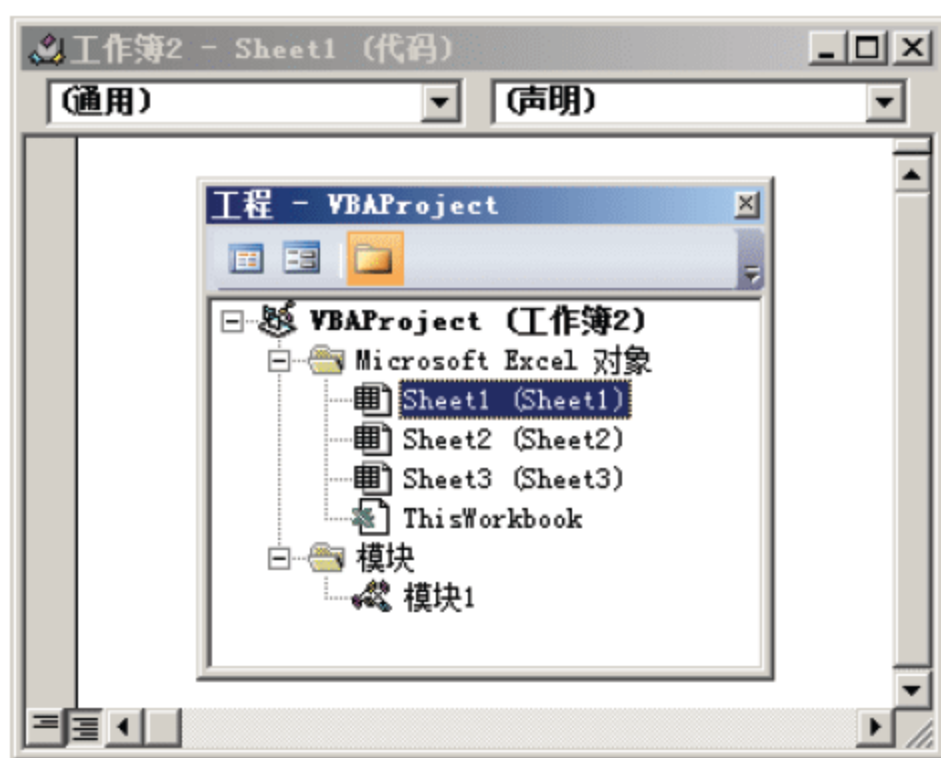 工作簿2 - Sheet1 (代码)
(通用) (声明)
工程 - VBAProject
VBAProject (工作簿2)
Microsoft Excel 对象
Sheet1 (Sheet1)
Sheet2 (Sheet2)
Sheet3 (Sheet3)
ThisWorkbook
模块
模块1